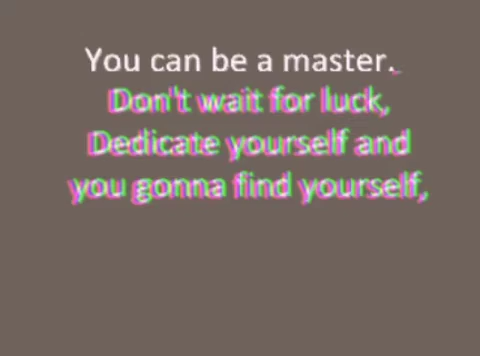 You can be a master.
Don't wait for luck,
Dedicate yourself and
you gonna find yourself,